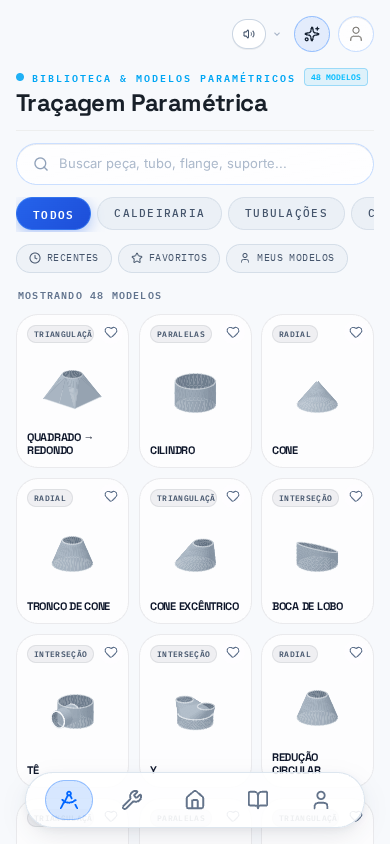 BIBLIOTECA & MODELOS PARAMÉTRICOS 48 MODELOS
Traçagem Paramétrica
Buscar peça, tubo, flange, suporte...
TODOS CALDEIRARIA TUBULAÇÕES C
RECENTES FAVORITOS MEUS MODELOS
MOSTRANDO 48 MODELOS
TRIANGULAÇÃ PARALELAS RADIAL
QUADRADO →
REDONDO
CILINDRO
CONE
RADIAL TRIANGULAÇÃ INTERSEÇÃO
TRONCO DE CONE CONE EXCÊNTRICO BOCA DE LOBO
INTERSEÇÃO INTERSEÇÃO RADIAL
TÊ
Y
REDUÇÃO
CIRCULAR